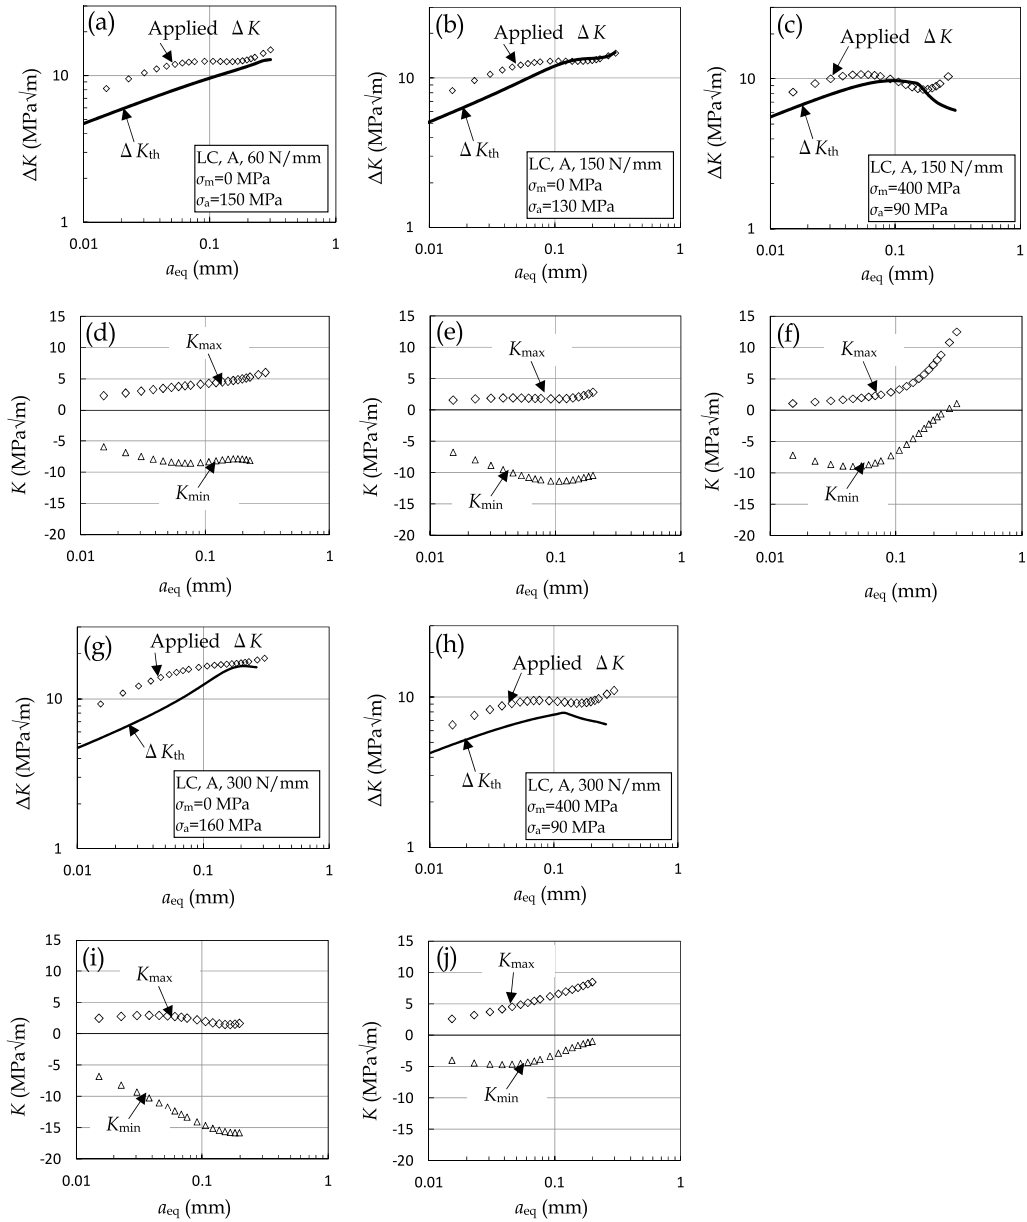 (a)
Applied Δ K
10
ΔK (MPa√m)
Δ Kth
LC, A, 60 N/mm
σm=0 MPa
σa=150 MPa
1
0.01
0.1
1
aeq (mm)
(b)
Applied Δ K
10
ΔK (MPa√m)
Δ Kth
LC, A, 150 N/mm
σm=0 MPa
σa=130 MPa
1
0.01
0.1
1
aeq (mm)
(c)
Applied Δ K
10
ΔK (MPa√m)
Δ Kth
LC, A, 150 N/mm
σm=400 MPa
σa=90 MPa
1
0.01
0.1
1
aeq (mm)
(d)
15
10
5
0
-5
-10
-15
-20
K (MPa√m)
Kmax
Kmin
0.01
0.1
1
aeq (mm)
(e)
15
10
5
0
-5
-10
-15
-20
K (MPa√m)
Kmax
Kmin
0.01
0.1
1
aeq (mm)
(f)
15
10
5
0
-5
-10
-15
-20
K (MPa√m)
Kmax
Kmin
0.01
0.1
1
aeq (mm)
(g)
Applied Δ K
10
ΔK (MPa√m)
Δ Kth
LC, A, 300 N/mm
σm=0 MPa
σa=160 MPa
1
0.01
0.1
1
aeq (mm)
(h)
Applied Δ K
10
ΔK (MPa√m)
Δ Kth
LC, A, 300 N/mm
σm=400 MPa
σa=90 MPa
1
0.01
0.1
1
aeq (mm)
(i)
15
10
5
0
-5
-10
-15
-20
K (MPa√m)
Kmax
Kmin
0.01
0.1
1
aeq (mm)
(j)
15
10
5
0
-5
-10
-15
-20
K (MPa√m)
Kmax
Kmin
0.01
0.1
1
aeq (mm)